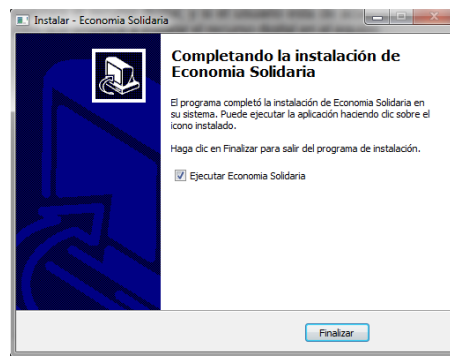 Instalar - Economia Solidaria
Completando la instalación de
Economia Solidaria
El programa completó la instalación de Economia Solidaria en
su sistema. Puede ejecutar la aplicación haciendo clic sobre el
icono instalado.
Haga clic en Finalizar para salir del programa de instalación.
Ejecutar Economia Solidaria
Finalizar